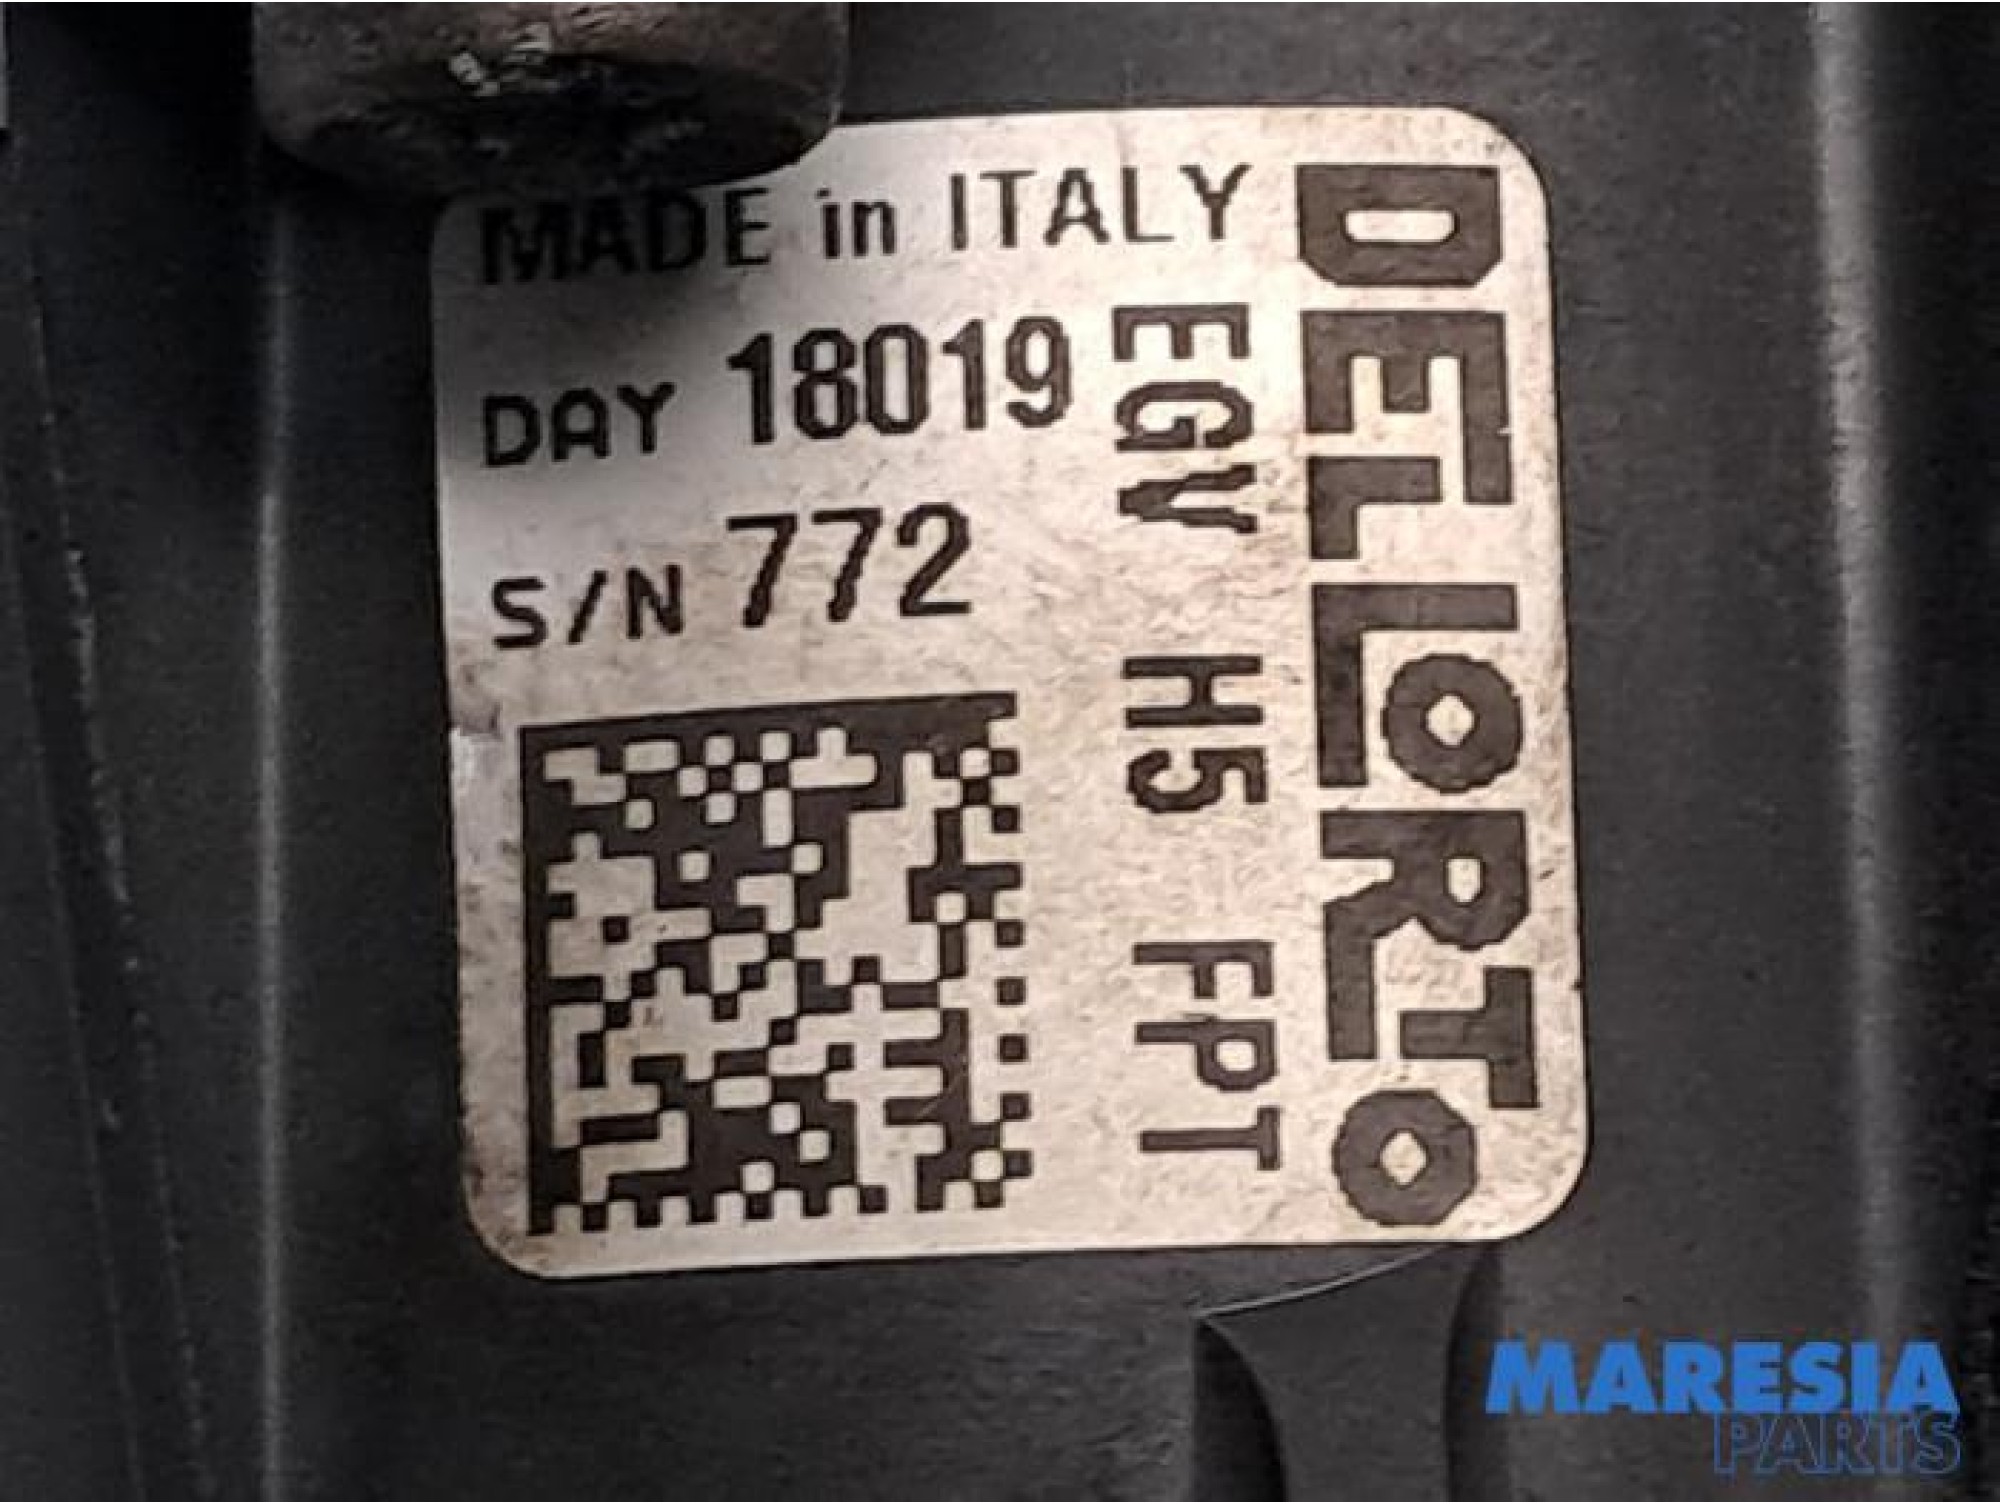 MADE in ITALY
DAY 18019
S/N 772
EGV H5 FPT
DELLORTO
MARESIA
PARTS